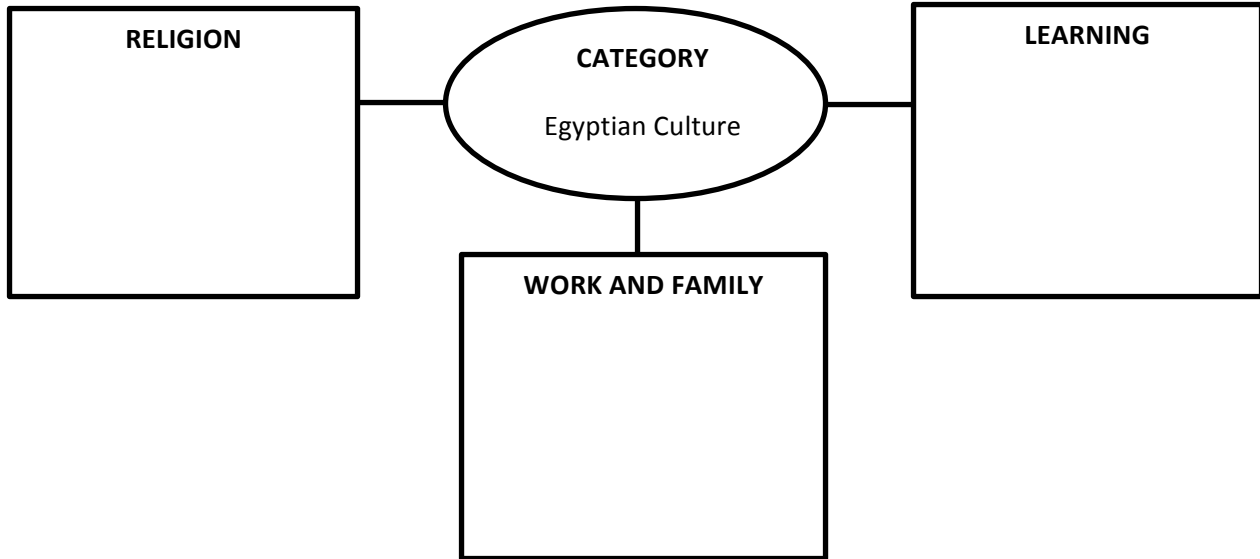 RELIGION
CATEGORY
Egyptian Culture
LEARNING
WORK AND FAMILY